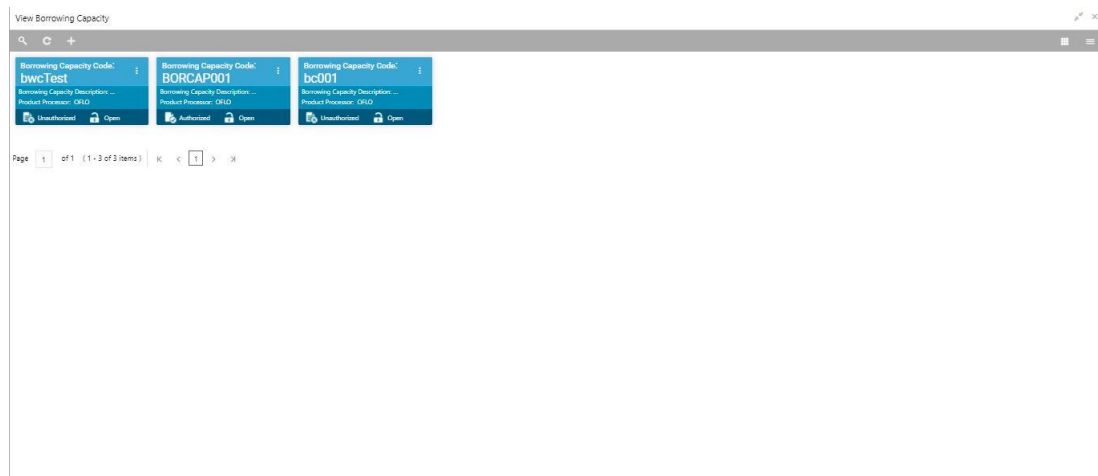 View Borrowing Capacity
Borrowing Capacity Code:
bwcTest
Borrowing Capacity Description: ...
Product Processor: OFLO
Unauthorized Open
Borrowing Capacity Code:
BORCAP001
Borrowing Capacity Description: ...
Product Processor: OFLO
Authorized Open
Borrowing Capacity Code:
bc001
Borrowing Capacity Description: ...
Product Processor: OFLO
Unauthorized Open
Page 1 of 1 (1 - 3 of 3 items) 1